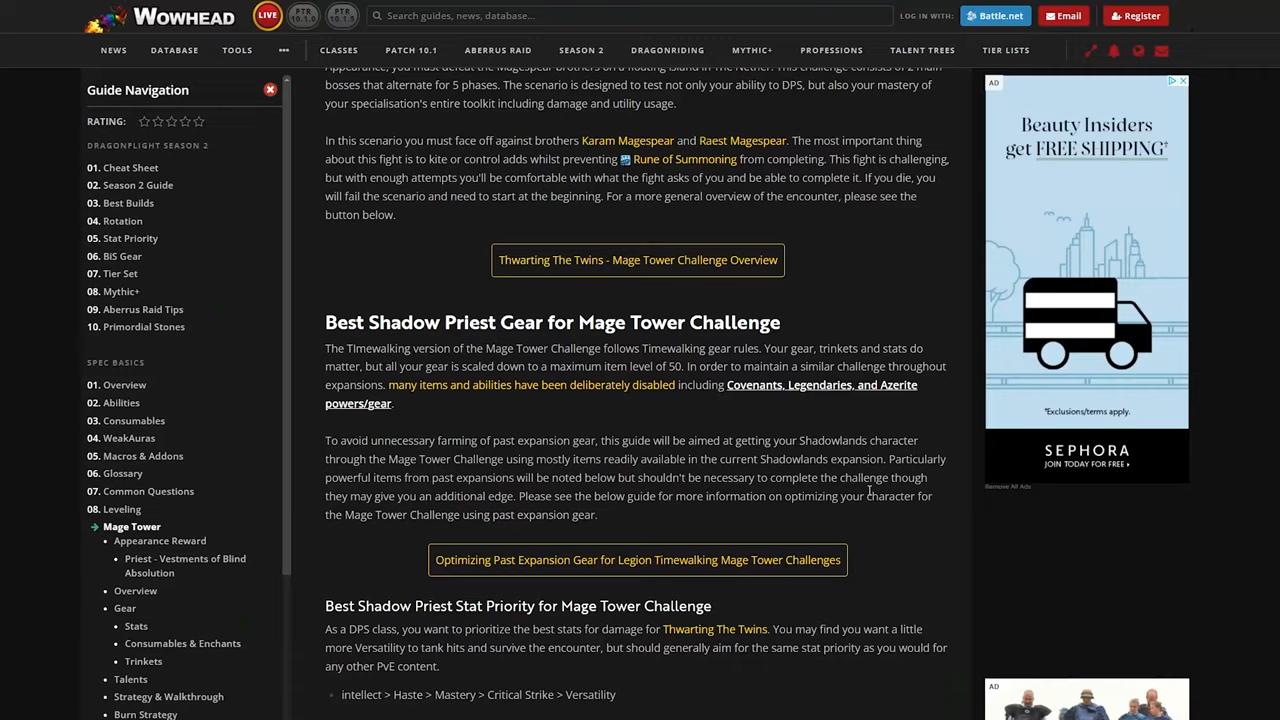 WOWHEAD
LIVE
PTR 10.1.0
PTR 10.1.5
Search guides, news, database...
LOG IN WITH:
Battle.net
Email
Register
NEWS
DATABASE
TOOLS
•••
CLASSES
PATCH 10.1
ABERRUS RAID
SEASON 2
DRAGONRIDING
MYTHIC+
PROFESSIONS
TALENT TREES
TIER LISTS
Guide Navigation
RATING:
DRAGONFLIGHT SEASON 2
01. Cheat Sheet
02. Season 2 Guide
03. Best Builds
04. Rotation
05. Stat Priority
06. BiS Gear
07. Tier Set
08. Mythic+
09. Aberrus Raid Tips
10. Primordial Stones
SPEC BASICS
01. Overview
02. Abilities
03. Consumables
04. WeakAuras
05. Macros & Addons
06. Glossary
07. Common Questions
08. Leveling
Mage Tower
• Appearance Reward
• Priest - Vestments of Blind
Absolution
• Overview
• Gear
• Stats
• Consumables & Enchants
• Trinkets
• Talents
• Strategy & Walkthrough
• Burn Strategy
bosses that alternate for 5 phases. The scenario is designed to test not only your ability to DPS, but also your mastery of
your specialisation's entire toolkit including damage and utility usage.
In this scenario you must face off against brothers Karam Magespear and Raest Magespear. The most important thing
about this fight is to kite or control adds whilst preventing Rune of Summoning from completing. This fight is challenging,
but with enough attempts you'll be comfortable with what the fight asks of you and be able to complete it. If you die, you
will fail the scenario and need to start at the beginning. For a more general overview of the encounter, please see the
button below.
Thwarting The Twins - Mage Tower Challenge Overview
Best Shadow Priest Gear for Mage Tower Challenge
The TImewalking version of the Mage Tower Challenge follows Timewalking gear rules. Your gear, trinkets and stats do
matter, but all your gear is scaled down to a maximum item level of 50. In order to maintain a similar challenge throughout
expansions. many items and abilities have been deliberately disabled including Covenants, Legendaries, and Azerite
powers/gear.
To avoid unnecessary farming of past expansion gear, this guide will be aimed at getting your Shadowlands character
through the Mage Tower Challenge using mostly items readily available in the current Shadowlands expansion. Particularly
powerful items from past expansions will be noted below but shouldn't be necessary to complete the challenge though
they may give you an additional edge. Please see the below guide for more information on optimizing your character for
the Mage Tower Challenge using past expansion gear.
Optimizing Past Expansion Gear for Legion Timewalking Mage Tower Challenges
Best Shadow Priest Stat Priority for Mage Tower Challenge
As a DPS class, you want to prioritize the best stats for damage for Thwarting The Twins. You may find you want a little
more Versatility to tank hits and survive the encounter, but should generally aim for the same stat priority as you would for
any other PvE content.
• intellect > Haste > Mastery > Critical Strike > Versatility
AD
Beauty Insiders
get FREE SHIPPING†
*Exclusions/terms apply.
SEPHORA
JOIN TODAY FOR FREE ▸
Remove All Ads
AD